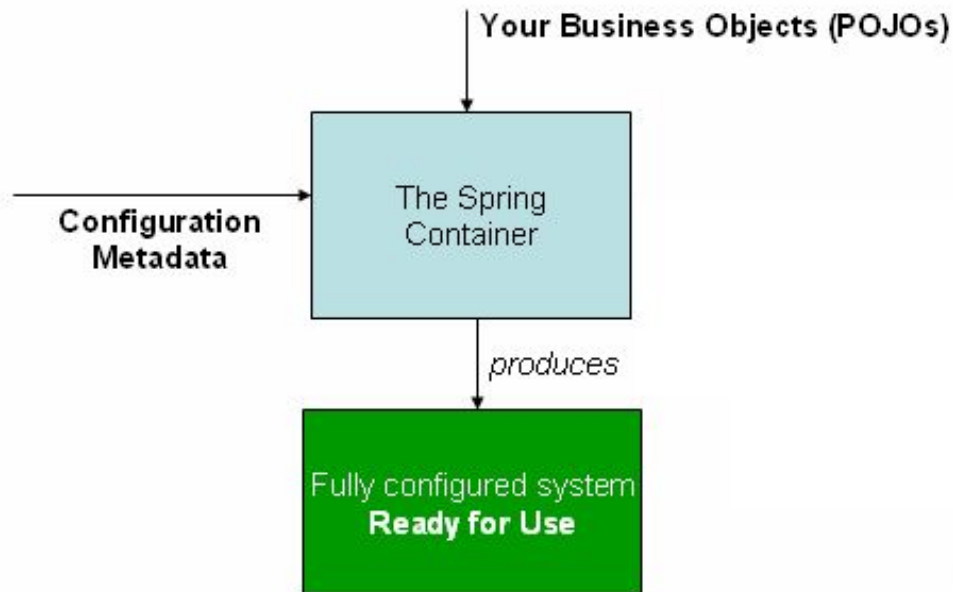 Your Business Objects (POJOs)
The Spring
Container
Configuration
Metadata
produces
Fully configured system
Ready for Use